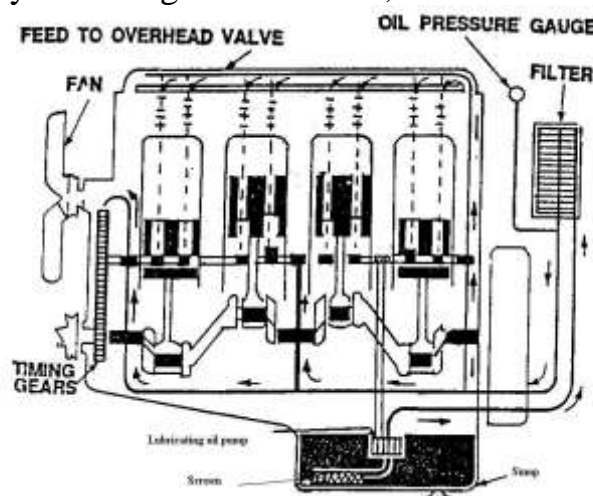 FEED TO OVERHEAD VALVE
OIL PRESSURE GAUGE
FAN
FILTER
TIMING
GEARS
Lubricating oil pump
Screen
Sump